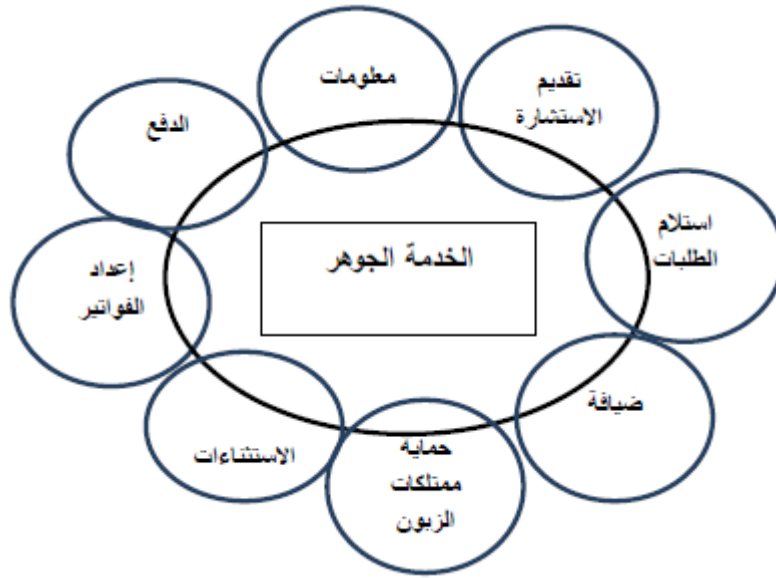 معلومات
تقديم
الاستشارة
الدفع
استلام
الطلبات
الخدمة الجوهر
إعداد
الفواتير
ضيافة
الاستثناءات
حماية
ممتلكات
الزبون